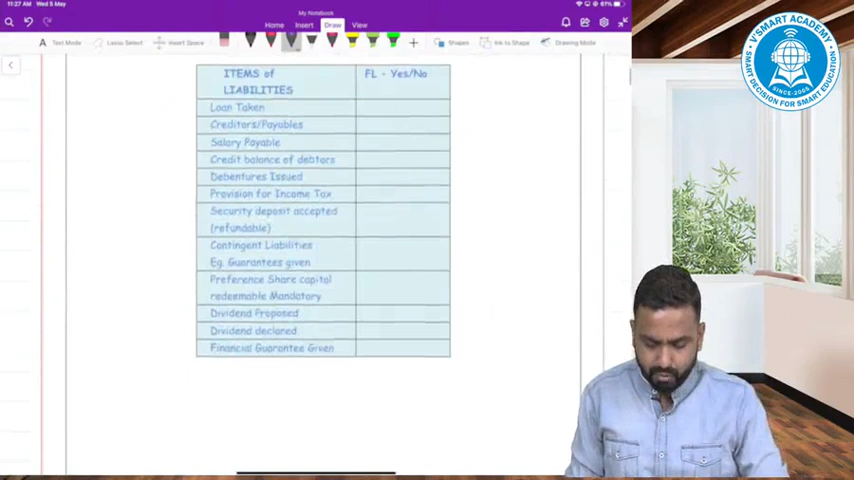 11:27 AM Wed 5 May
61%
My Notebook
Home Insert Draw View
Text Mode Lasso Select Insert Space Shapes Ink to Shape Drawing Mode
ITEMS of LIABILITIES FL - Yes/No
Loan Taken
Creditors/Payables
Salary Payable
Credit balance of debtors
Debentures Issued
Provision for Income Tax
Security deposit accepted
(refundable)
Contingent Liabilities
Eg. Guarantees given
Preference Share capital
redeemable Mandatory
Dividend Proposed
Dividend declared
Financial Guarantee Given
V'SMART ACADEMY
SINCE-2005
SMART DECISION FOR SMART EDUCATION